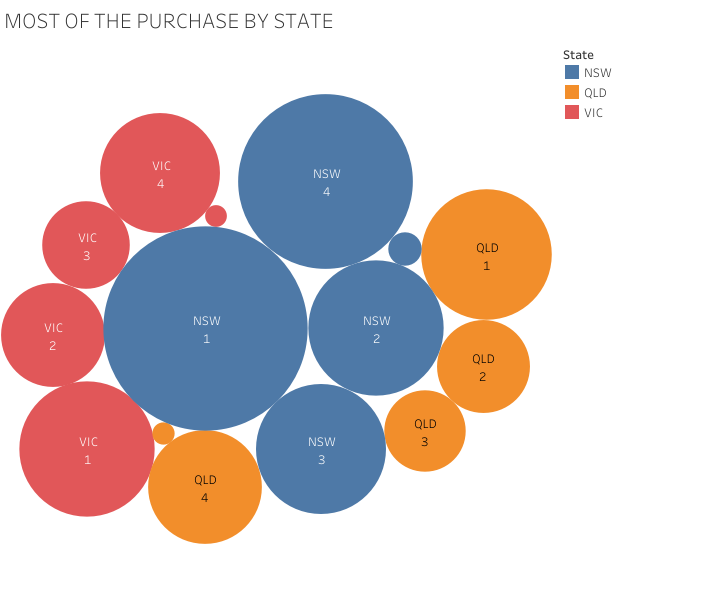 MOST OF THE PURCHASE BY STATE
State
NSW
QLD
VIC
VIC
4
NSW
4
VIC
3
QLD
1
VIC
2
NSW
1
NSW
2
QLD
2
VIC
1
NSW
3
QLD
3
QLD
4